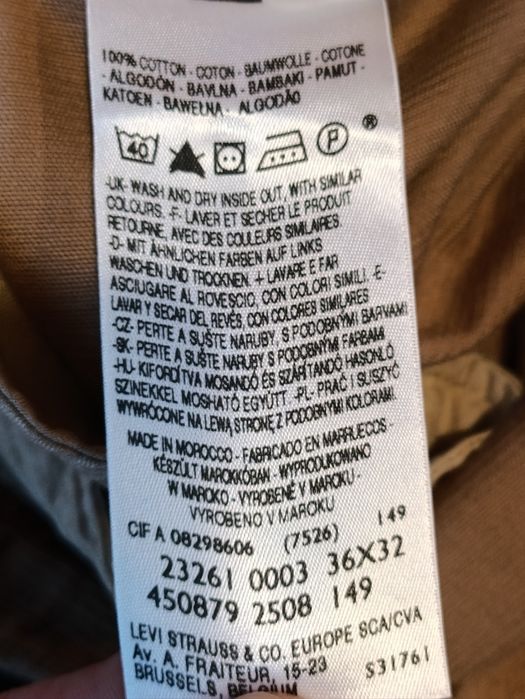 100% COTTON - COTON - BAUMWOLLE - COTONE
- ALGODÓN - BAVLNA - BAMBAKI - PAMUT -
KATOEN - BAWEŁNA - ALGODÃO
40 P ®
-UK- WASH AND DRY INSIDE OUT, WITH SIMILAR
COLOURS. -F- LAVER ET SECHER LE PRODUIT
RETOURNE, AVEC DES COULEURS SIMILAIRES.
-D- MIT ÄHNLICHEN FARBEN AUF LINKS
WASCHEN UND TROCKNEN. -I- LAVARE E FAR
ASCIUGARE AL ROVESCIO, CON COLORI SIMILI. -E-
LAVAR Y SECAR DEL REVÉS, CON COLORES SIMILARES
-CZ- PERTE A SUŠTE NARUBY, S PODOBNÝMI BARVAMI
-SK- PERTE A SUŠTE NARUBY S PODOBNÝMI FARBAMI
-HU- KIFORDÍTVA MOSANDÓ ÉS SZÁRÍTANDÓ HASONLÓ
SZINEKKEL MOSHATÓ EGYÜTT. -PL- PRAĆ I SUSZYĆ
WYWRÓCONE NA LEWĄ STRONĘ Z PODOBNYMI KOLORAMI.
MADE IN MOROCCO - FABRICADO EN MARRUECOS -
KÉSZÜLT MAROKKÓBAN - WYPRODUKOWANO
W MAROKO - VYROBENÉ V MAROKU -
VYROBENO V MAROKU
CIF A 08298606 (7526) 149
23261 0003 36X32
450879 2508 149
LEVI STRAUSS & CO. EUROPE SCA/CVA
Av. A. FRAITEUR, 15-23 S31761
BRUSSELS, BELGIUM